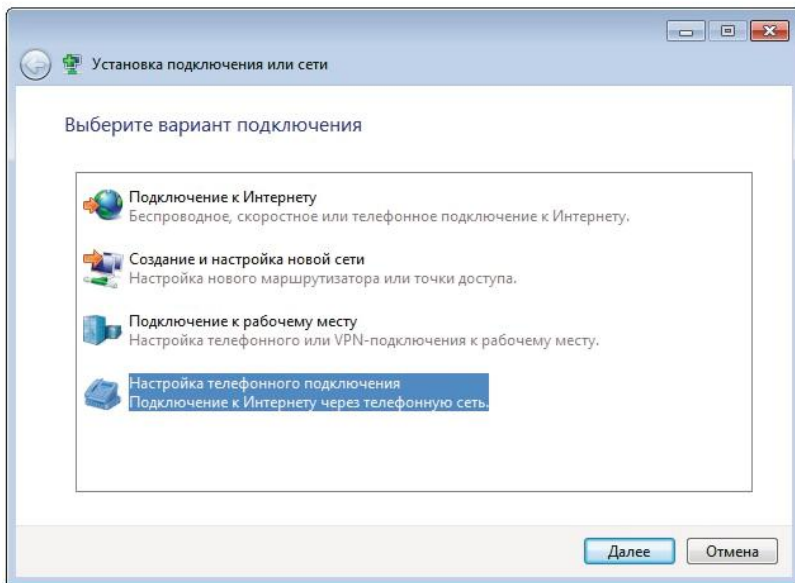 Установка подключения или сети
Выберите вариант подключения
Подключение к Интернету
Беспроводное, скоростное или телефонное подключение к Интернету.
Создание и настройка новой сети
Настройка нового маршрутизатора или точки доступа.
Подключение к рабочему месту
Настройка телефонного или VPN-подключения к рабочему месту.
Настройка телефонного подключения
Подключение к Интернету через телефонную сеть.
Далее
Отмена